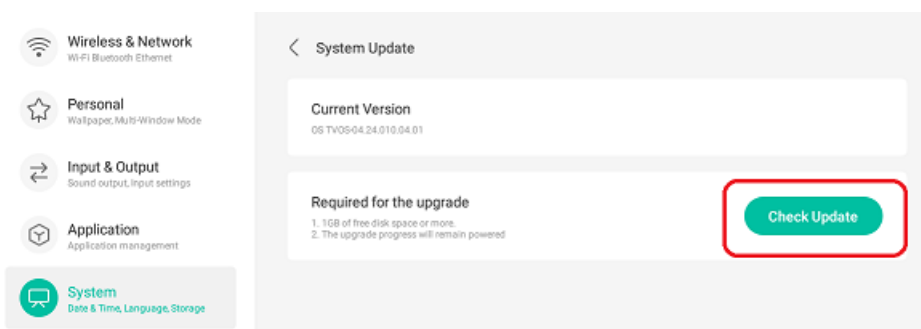 Wireless & Network
Wi-Fi Bluetooth Ethernet
Personal
Wallpaper, Multi-Window Mode
Input & Output
Sound output, Input settings
Application
Application management
System
Date & Time, Language, Storage
System Update
Current Version
OS TVOS-04.24.010.04.01
Required for the upgrade
1. 1GB of free disk space or more.
2. The upgrade progress will remain powered
Check Update